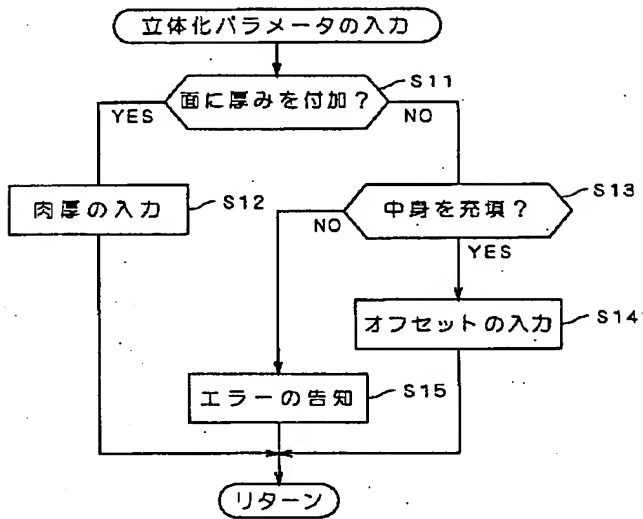 立体化パラメータの入力
面に厚みを付加？
S11
YES
NO
肉厚の入力
S12
中身を充填？
S13
NO
YES
オフセットの入力
S14
エラーの告知
S15
リターン